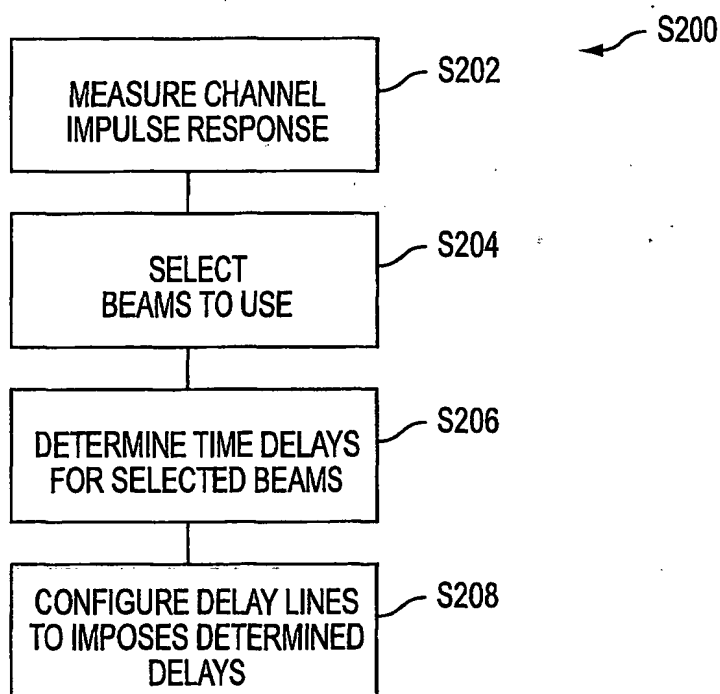 S200
MEASURE CHANNEL
IMPULSE RESPONSE
S202
SELECT
BEAMS TO USE
S204
DETERMINE TIME DELAYS
FOR SELECTED BEAMS
S206
CONFIGURE DELAY LINES
TO IMPOSES DETERMINED
DELAYS
S208